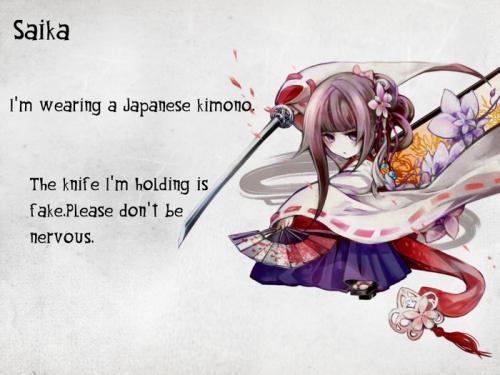 Saika
I'm wearing a Japanese kimono.
The knife I'm holding is
fake.Please don't be
nervous.